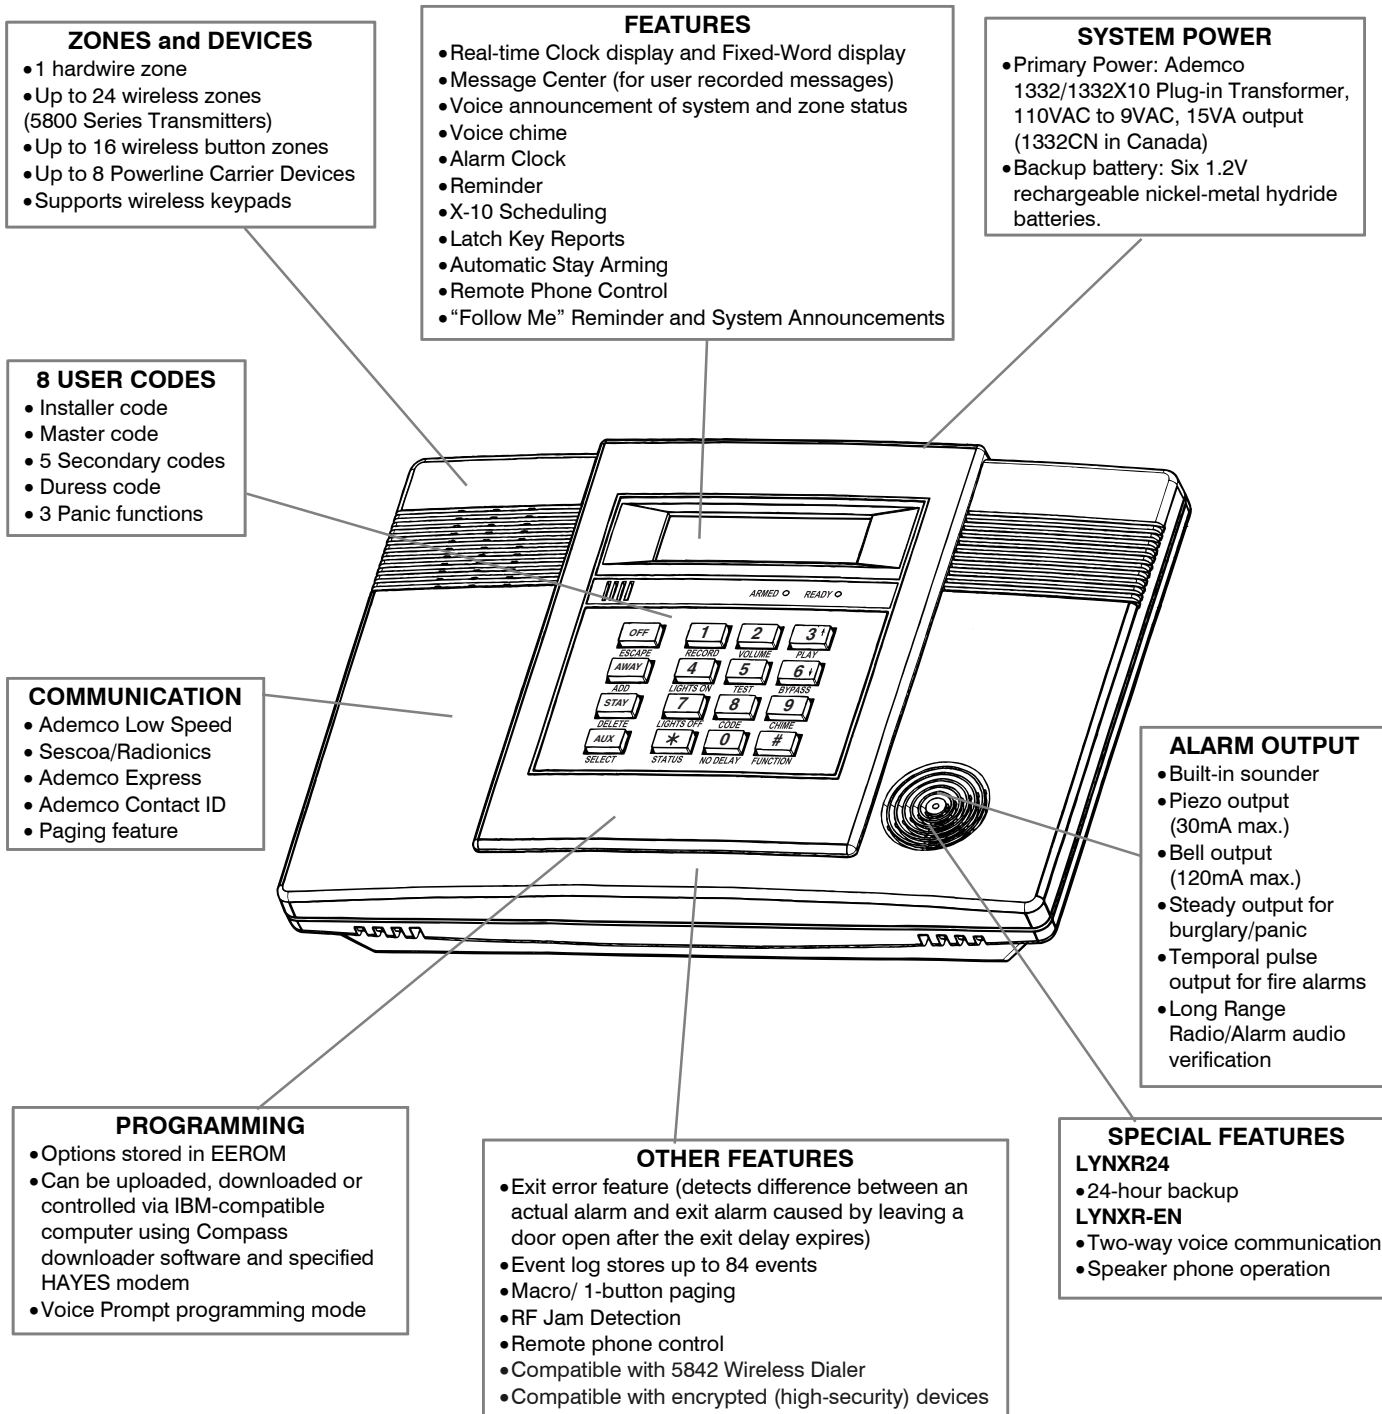 ZONES and DEVICES
•1 hardwire zone
•Up to 24 wireless zones
(5800 Series Transmitters)
•Up to 16 wireless button zones
•Up to 8 Powerline Carrier Devices
•Supports wireless keypads
FEATURES
•Real-time Clock display and Fixed-Word display
•Message Center (for user recorded messages)
•Voice announcement of system and zone status
•Voice chime
•Alarm Clock
•Reminder
•X-10 Scheduling
•Latch Key Reports
•Automatic Stay Arming
•Remote Phone Control
•“Follow Me” Reminder and System Announcements
SYSTEM POWER
•Primary Power: Ademco
1332/1332X10 Plug-in Transformer,
110VAC to 9VAC, 15VA output
(1332CN in Canada)
•Backup battery: Six 1.2V
rechargeable nickel-metal hydride
batteries.
8 USER CODES
• Installer code
• Master code
• 5 Secondary codes
• Duress code
• 3 Panic functions
ARMED READY
OFF 1 2 3
ESCAPE RECORD VOLUME PLAY
AWAY 4 5 6
ADD LIGHTS ON TEST BYPASS
STAY 7 8 9
DELETE LIGHTS OFF CODE CHIME
AUX * 0 #
SELECT STATUS NO DELAY FUNCTION
COMMUNICATION
• Ademco Low Speed
• Sescoa/Radionics
• Ademco Express
• Ademco Contact ID
• Paging feature
ALARM OUTPUT
•Built-in sounder
•Piezo output
(30mA max.)
•Bell output
(120mA max.)
•Steady output for
burglary/panic
•Temporal pulse
output for fire alarms
•Long Range
Radio/Alarm audio
verification
PROGRAMMING
•Options stored in EEROM
•Can be uploaded, downloaded or
controlled via IBM-compatible
computer using Compass
downloader software and specified
HAYES modem
•Voice Prompt programming mode
OTHER FEATURES
•Exit error feature (detects difference between an
actual alarm and exit alarm caused by leaving a
door open after the exit delay expires)
•Event log stores up to 84 events
•Macro/ 1-button paging
•RF Jam Detection
•Remote phone control
•Compatible with 5842 Wireless Dialer
•Compatible with encrypted (high-security) devices
SPECIAL FEATURES
LYNXR24
•24-hour backup
LYNXR-EN
•Two-way voice communication
•Speaker phone operation